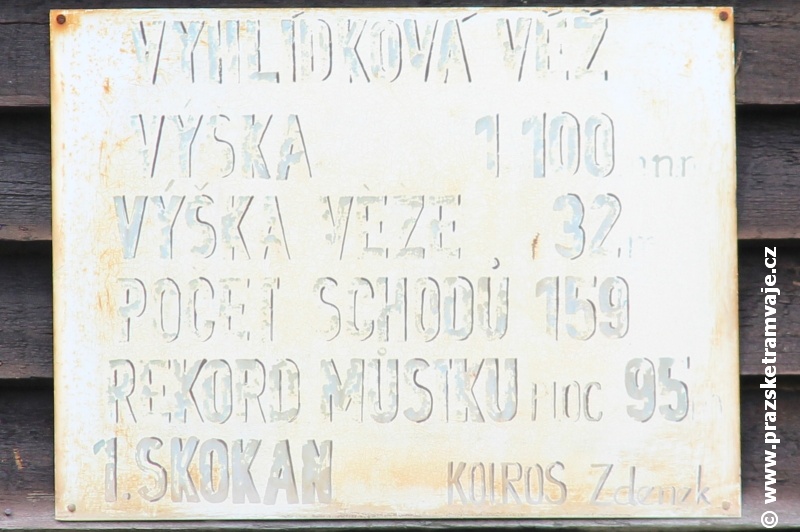 VYHLÍDKOVÁ VĚŽ
VÝŠKA 1 100 m n.m
VÝŠKA VĚŽE 32 m
POČET SCHODŮ 159
REKORD MŮSTKU 95 m
1. SKOKAN Zdeněk
© www.prazsketramvaje.cz